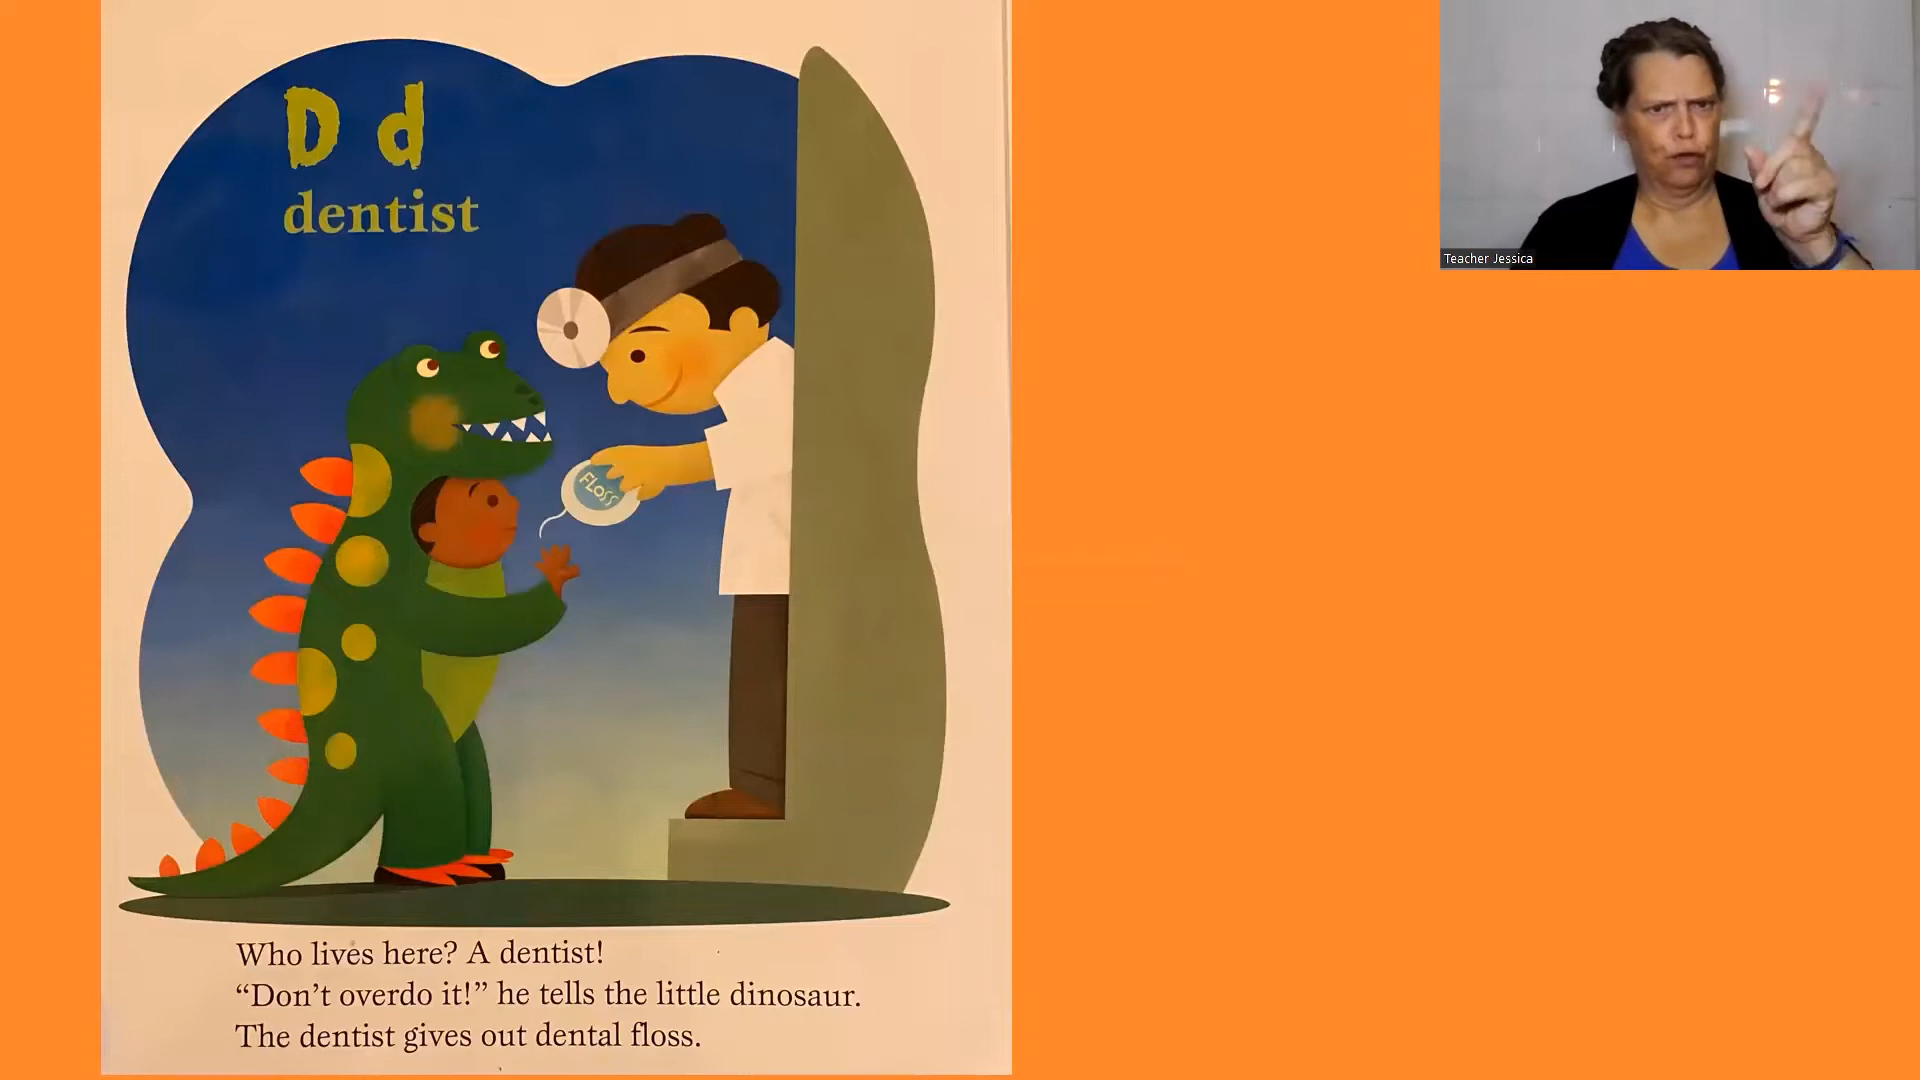 D d
dentist
FLOSS
Who lives here? A dentist!
“Don’t overdo it!” he tells the little dinosaur.
The dentist gives out dental floss.
Teacher Jessica